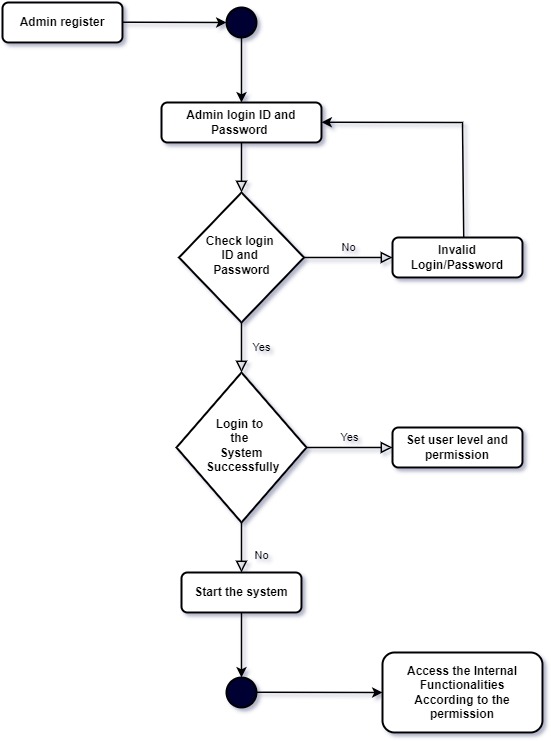 Admin register
Admin login ID and
Password
Check login
ID and
Password
No
Invalid
Login/Password
Yes
Login to
the
System
Successfully
Yes
Set user level and
permission
No
Start the system
Access the Internal
Functionalities
According to the
permission